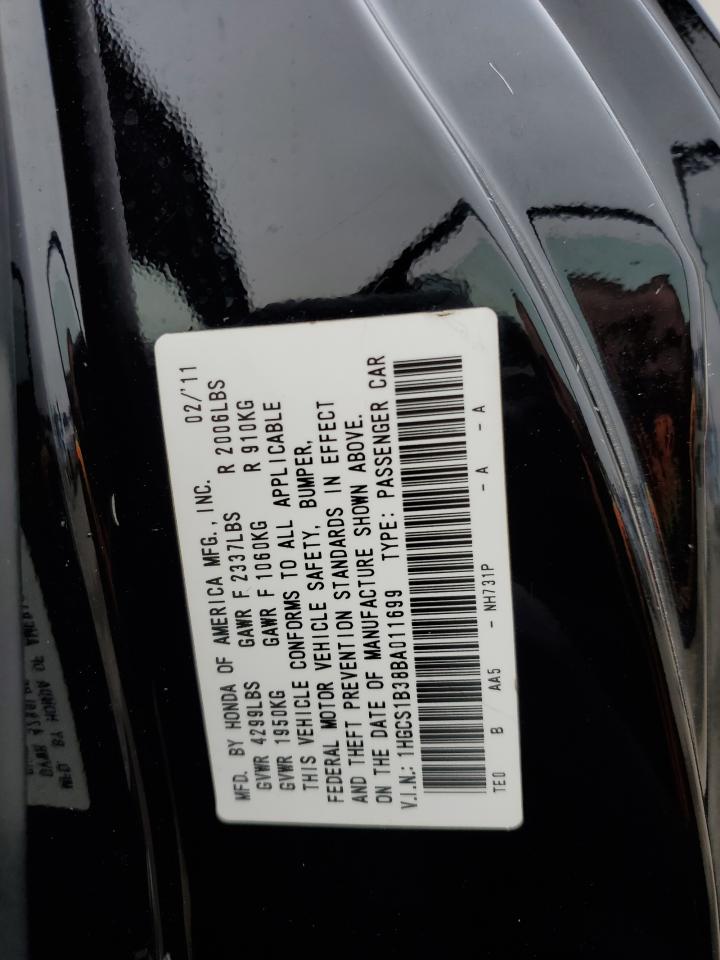 MFD. BY HONDA OF AMERICA MFG., INC. 02/'11
GVWR 4299LBS GAWR F 2337LBS R 2006LBS
GVWR 1950KG GAWR F 1060KG R 910KG
THIS VEHICLE CONFORMS TO ALL APPLICABLE
FEDERAL MOTOR VEHICLE SAFETY, BUMPER,
AND THEFT PREVENTION STANDARDS IN EFFECT
ON THE DATE OF MANUFACTURE SHOWN ABOVE.
V.I.N.: 1HGCS1B38BA011699 TYPE: PASSENGER CAR
TE0 B AA5 - NH731P - A - A